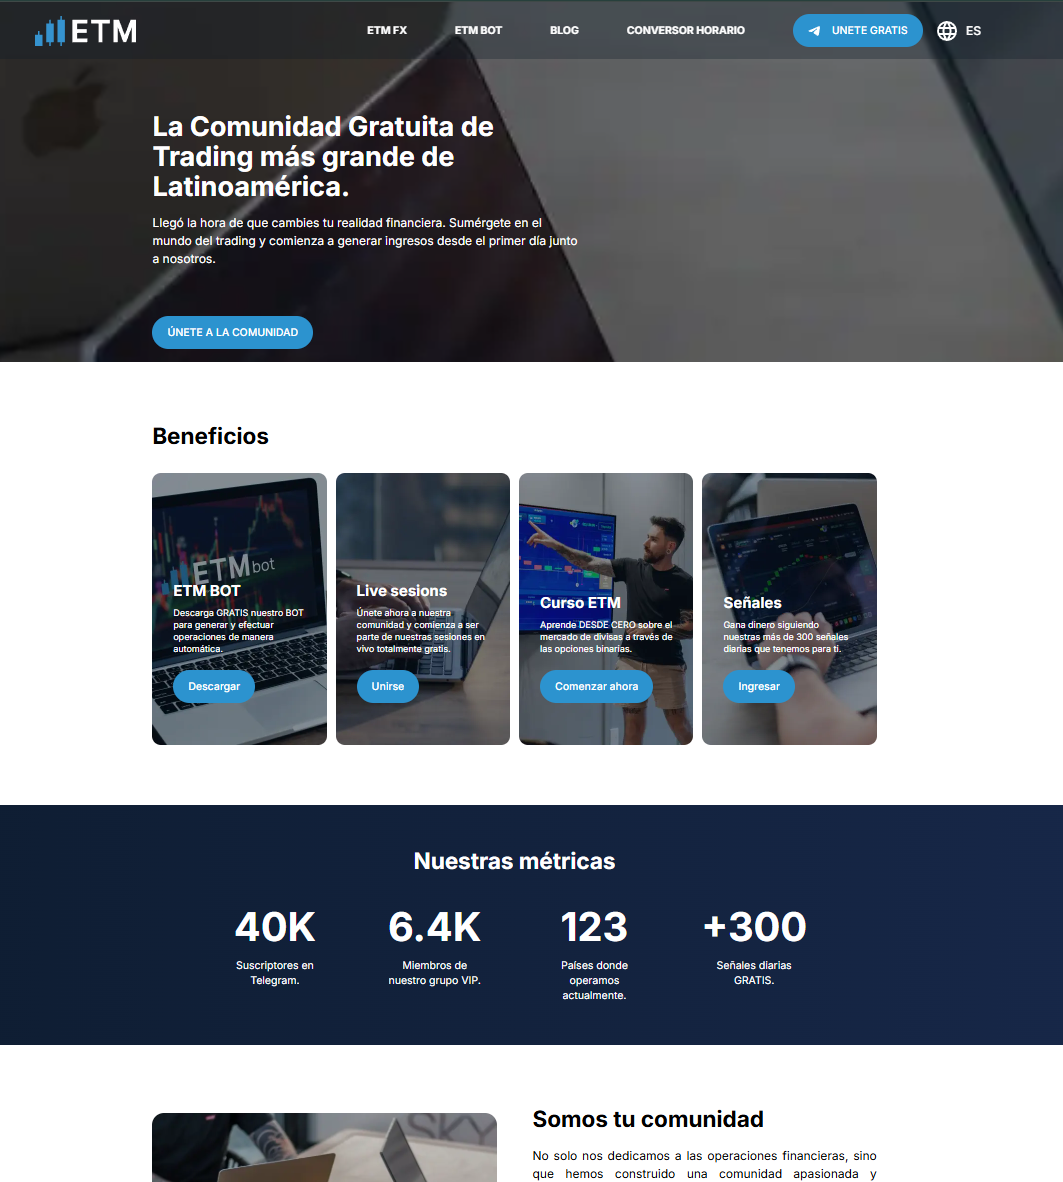 ETM
ETM FX
ETM BOT
BLOG
CONVERSOR HORARIO
UNETE GRATIS
ES
La Comunidad Gratuita de
Trading más grande de
Latinoamérica.
Llegó la hora de que cambies tu realidad financiera. Sumérgete en el
mundo del trading y comienza a generar ingresos desde el primer día junto
a nosotros.
ÚNETE A LA COMUNIDAD
Beneficios
ETMbot
ETM BOT
Descarga GRATIS nuestro BOT
para generar y efectuar
operaciones de manera
automática.
Descargar
Live sesions
Únete ahora a nuestra
comunidad y comienza a ser
parte de nuestras sesiones en
vivo totalmente gratis.
Unirse
Curso ETM
Aprende DESDE CERO sobre el
mercado de divisas a través de
las opciones binarias.
Comenzar ahora
Señales
Gana dinero siguiendo
nuestras más de 300 señales
diarias que tenemos para ti.
Ingresar
Nuestras métricas
40K
Suscriptores en
Telegram.
6.4K
Miembros de
nuestro grupo VIP.
123
Países donde
operamos
actualmente.
+300
Señales diarias
GRATIS.
SKY
Somos tu comunidad
No solo nos dedicamos a las operaciones financieras, sino
que hemos construido una comunidad apasionada y